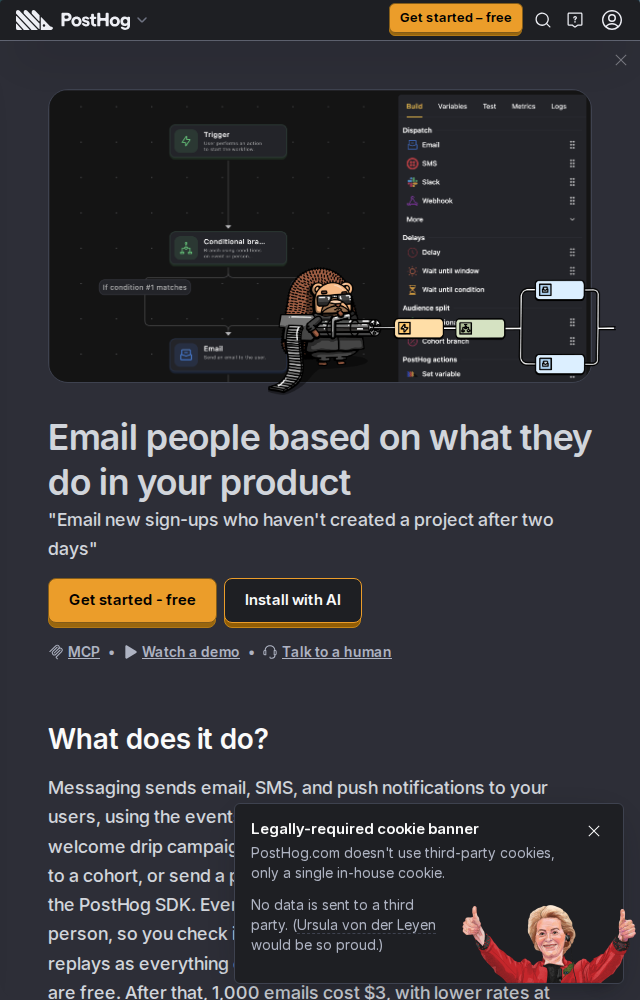 PostHog
Get started – free
Build Variables Test Metrics Logs
Dispatch
Email
SMS
Slack
Webhook
More
Delays
Delay
Wait until window
Wait until condition
Audience split
Cohort branch
PostHog actions
Set variable
Trigger
User performs an action
to start the workflow.
Conditional bra...
If condition #1 matches
Email
Send an email to the user.
Email people based on what they
do in your product
"Email new sign-ups who haven't created a project after two
days"
Get started - free
Install with AI
MCP • Watch a demo • Talk to a human
What does it do?
Messaging sends email, SMS, and push notifications to your
users, using the event
welcome drip campaig
to a cohort, or send a p
the PostHog SDK. Ever
person, so you check i
replays as everything
are free. After that, 1,000 emails cost $3, with lower rates at
Legally-required cookie banner
PostHog.com doesn't use third-party cookies,
only a single in-house cookie.
No data is sent to a third
party. (Ursula von der Leyen
would be so proud.)